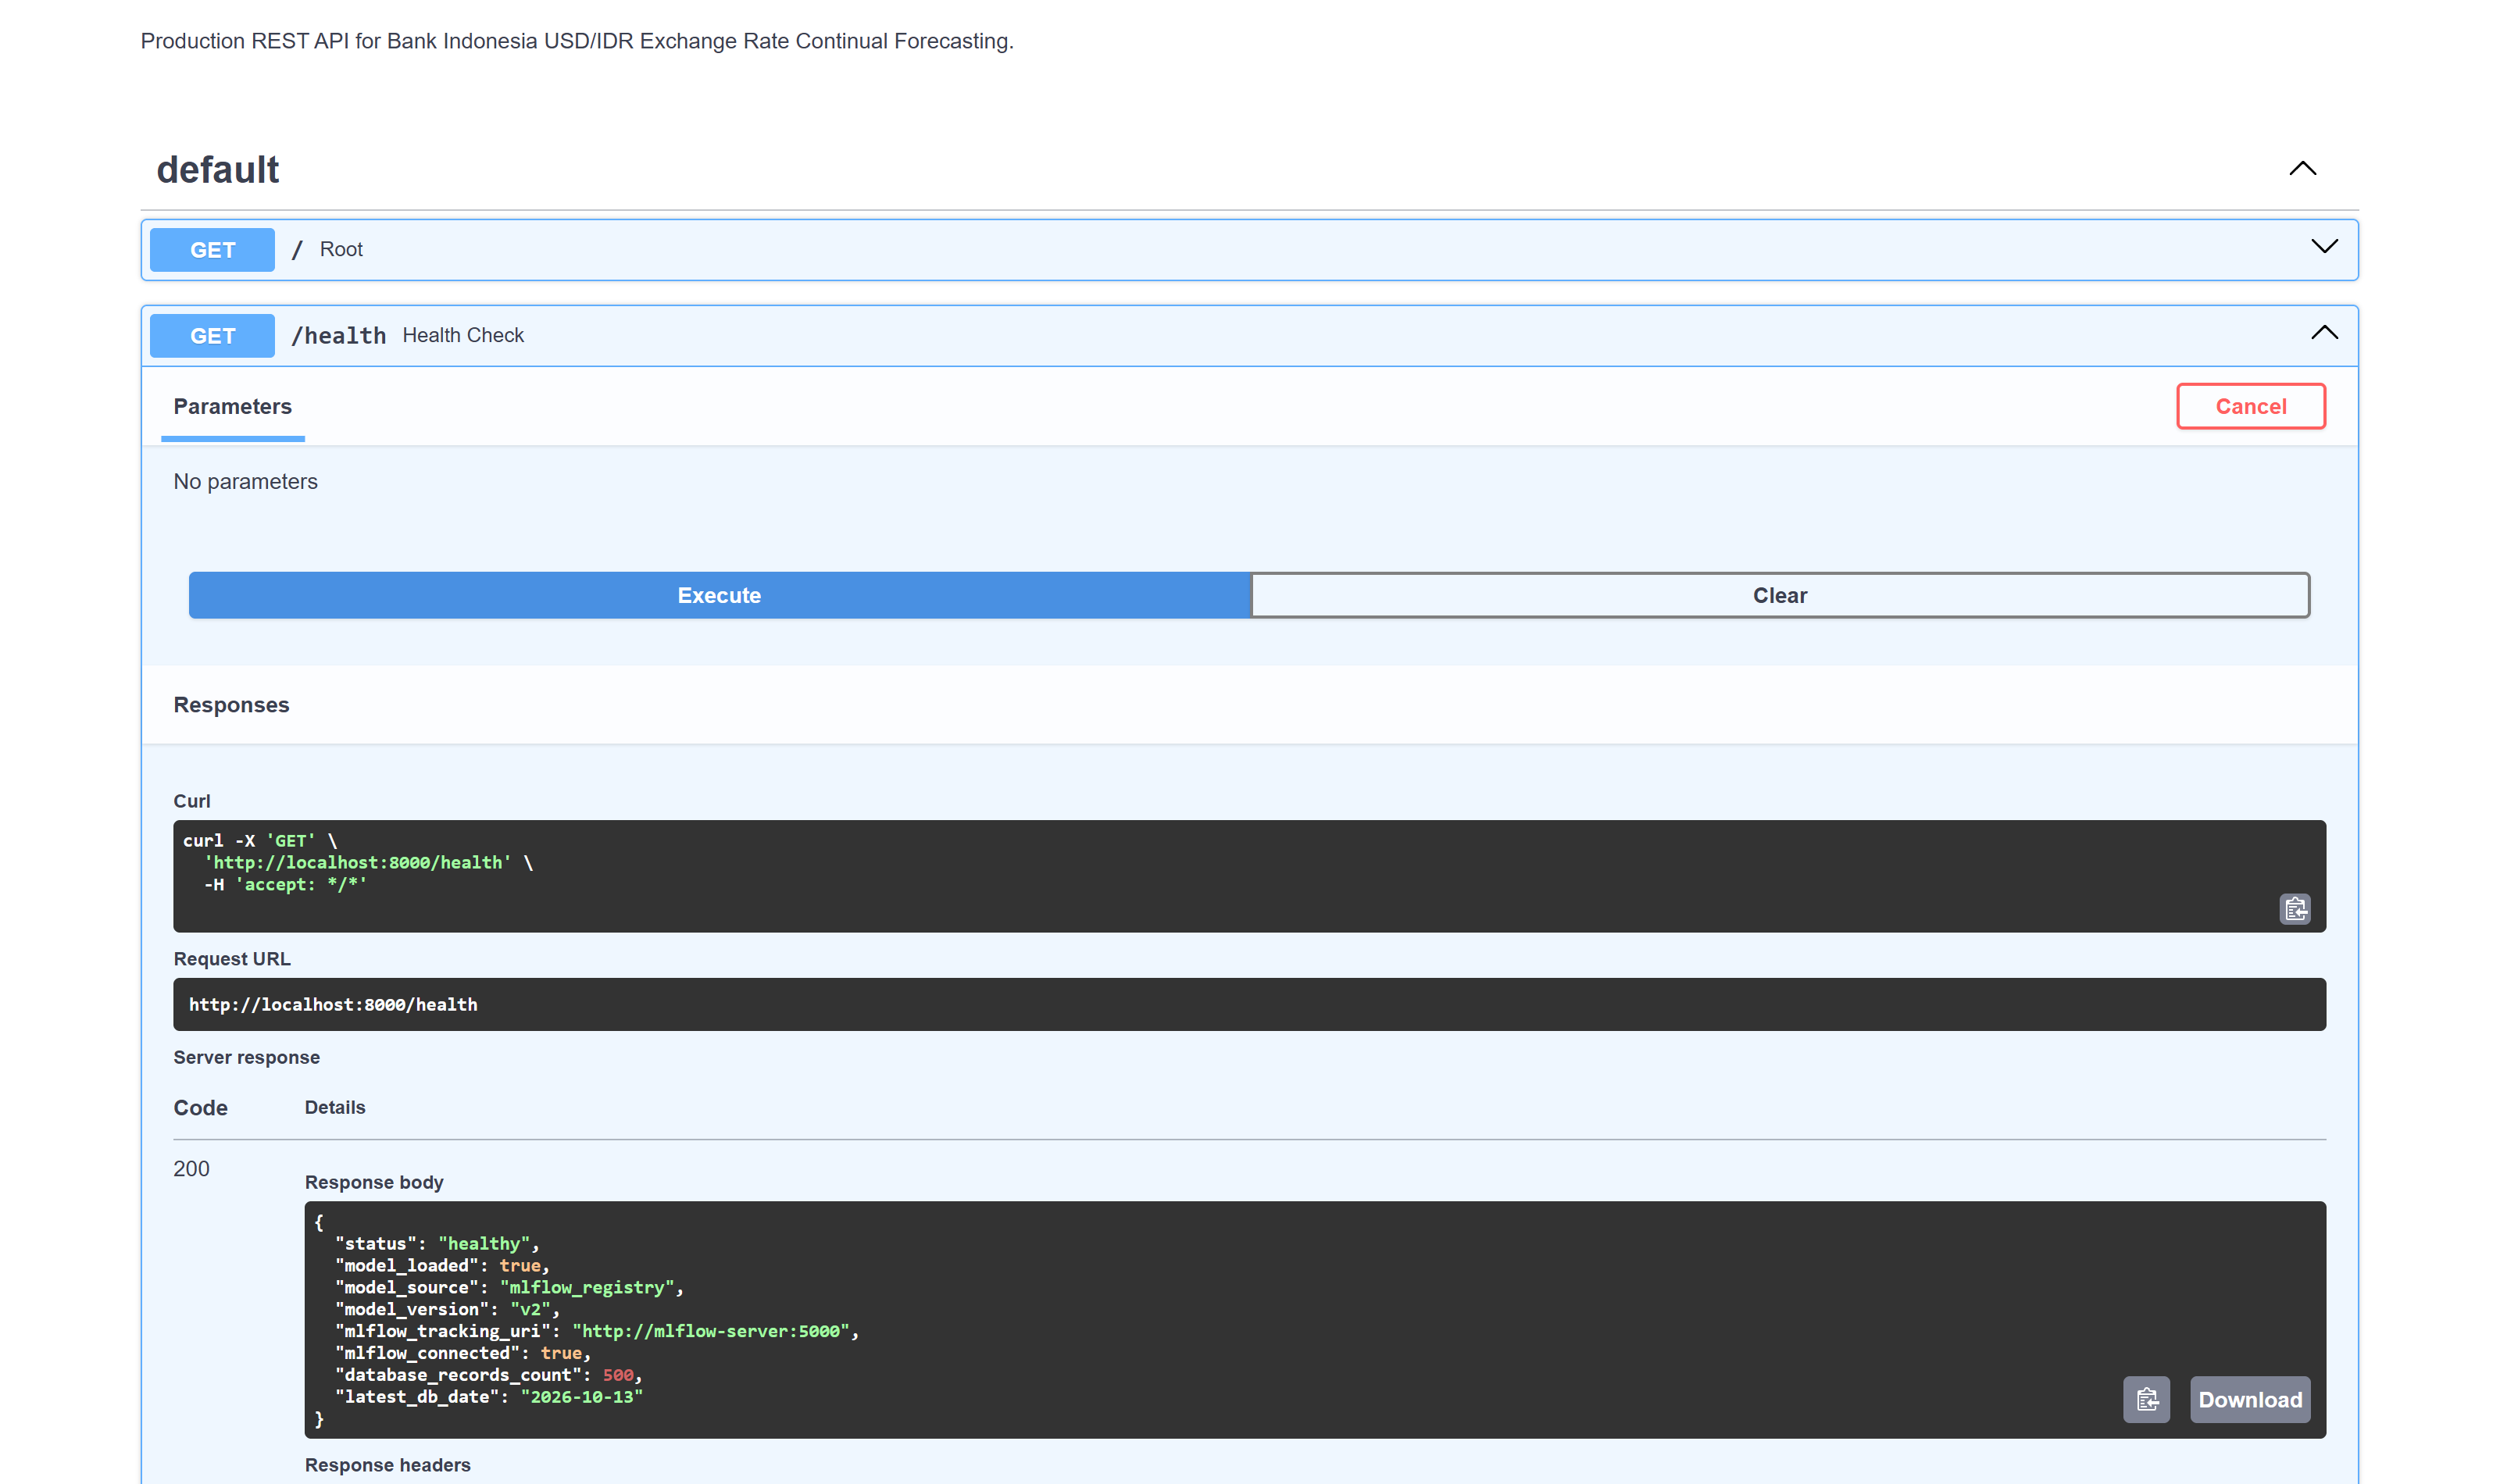 Production REST API for Bank Indonesia USD/IDR Exchange Rate Continual Forecasting.
default
GET / Root
GET /health Health Check
Parameters
Cancel
No parameters
Execute
Clear
Responses
Curl
curl -X 'GET' \
  'http://localhost:8000/health' \
  -H 'accept: */*'
Request URL
http://localhost:8000/health
Server response
Code Details
200
Response body
{
  "status": "healthy",
  "model_loaded": true,
  "model_source": "mlflow_registry",
  "model_version": "v2",
  "mlflow_tracking_uri": "http://mlflow-server:5000",
  "mlflow_connected": true,
  "database_records_count": 500,
  "latest_db_date": "2026-10-13"
}
Download
Response headers